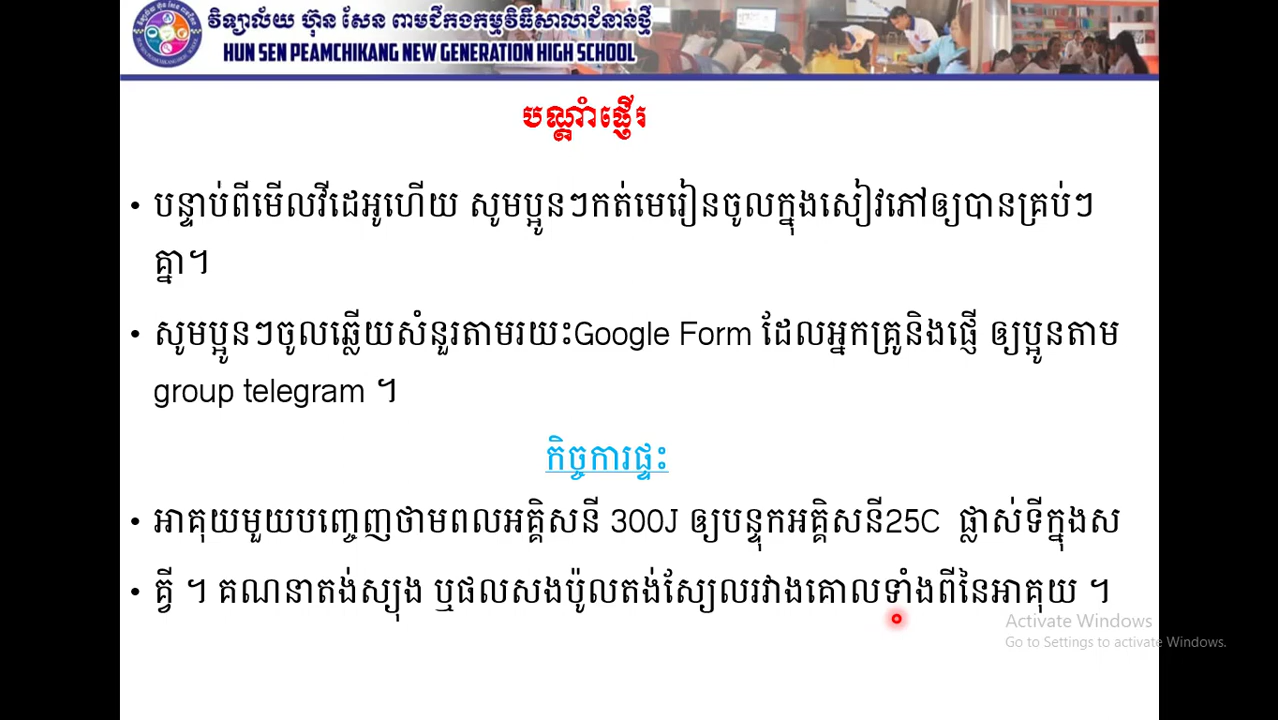 វិទ្យាល័យ ហ៊ុន សែន ពាមជីកងកម្មវិធីសាលាជំនាន់ថ្មី
HUN SEN PEAMCHIKANG NEW GENERATION HIGH SCHOOL
បណ្តាំផ្ញើរ
• បន្ទាប់ពីមើលវីដេអូហើយ សូមប្អូនៗកត់មេរៀនចូលក្នុងសៀវភៅឲ្យបានគ្រប់ៗ
គ្នា។
• សូមប្អូនៗចូលឆ្លើយសំនួរតាមរយះGoogle Form ដែលអ្នកគ្រូនិងផ្ញើ ឲ្យប្អូនតាម
group telegram ។
កិច្ចការផ្ទះ
• អាគុយមួយបញ្ចេញថាមពលអគ្គិសនី 300J ឲ្យបន្ទុកអគ្គិសនី25C ផ្លាស់ទីក្នុងស
• គ្វី ។ គណនាតង់ស្យុង ឬផលសងប៉ូលតង់ស្យែលរវាងគោលទាំងពីនៃអាគុយ ។
Activate Windows
Go to Settings to activate Windows.